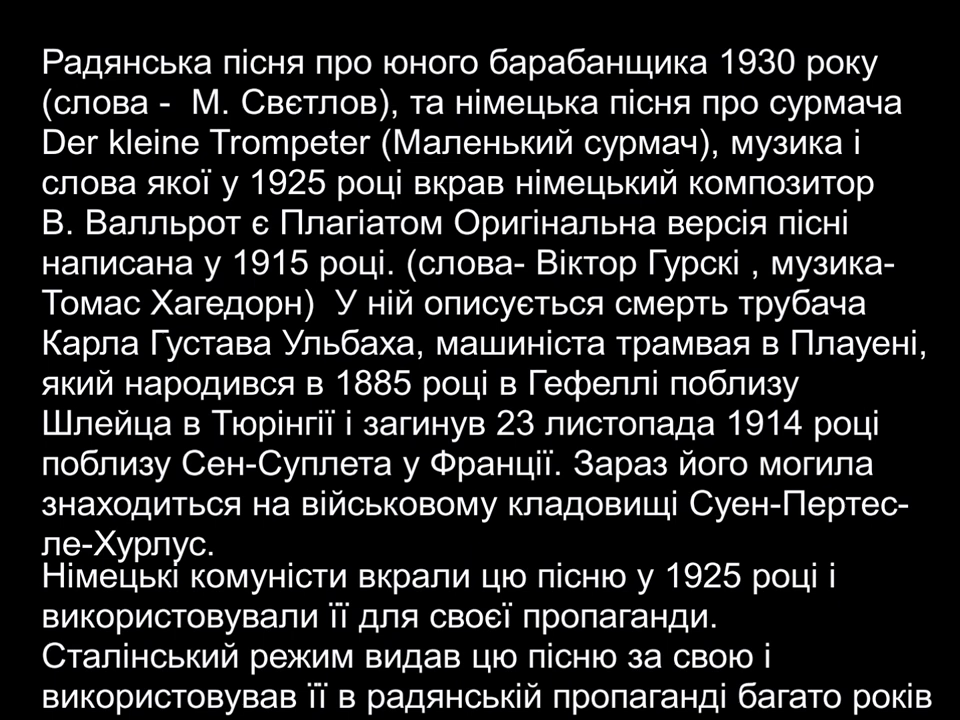 Радянська пісня про юного барабанщика 1930 року
(слова - М. Свєтлов), та німецька пісня про сурмача
Der kleine Trompeter (Маленький сурмач), музика і
слова якої у 1925 році вкрав німецький композитор
В. Валльрот є Плагіатом Оригінальна версія пісні
написана у 1915 році. (слова- Віктор Гурскі , музика-
Томас Хагедорн) У ній описується смерть трубача
Карла Густава Ульбаха, машиніста трамвая в Плауені,
який народився в 1885 році в Гефеллі поблизу
Шлейца в Тюрінгії і загинув 23 листопада 1914 році
поблизу Сен-Суплета у Франції. Зараз його могила
знаходиться на військовому кладовищі Суен-Пертес-
ле-Хурлус.
Німецькі комуністи вкрали цю пісню у 1925 році і
використовували її для своєї пропаганди.
Сталінський режим видав цю пісню за свою і
використовував її в радянській пропаганді багато років